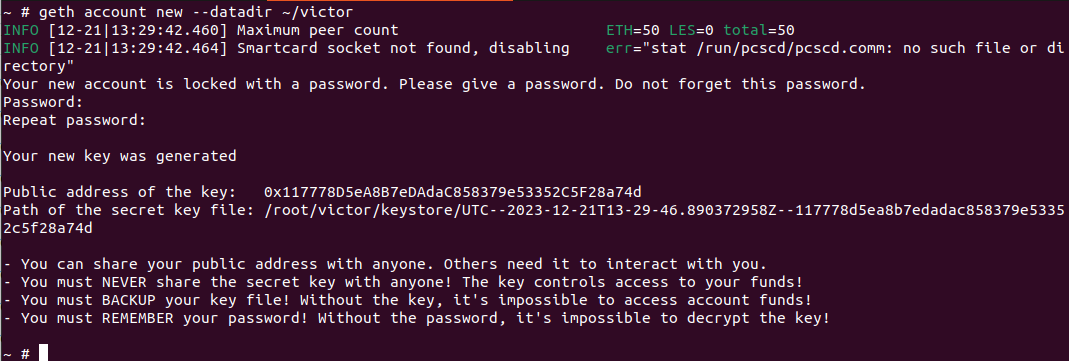 ~ # geth account new --datadir ~/victor
INFO [12-21|13:29:42.460] Maximum peer count                       ETH=50 LES=0 total=50
INFO [12-21|13:29:42.464] Smartcard socket not found, disabling    err="stat /run/pcscd/pcscd.comm: no such file or di
rectory"
Your new account is locked with a password. Please give a password. Do not forget this password.
Password:
Repeat password:
Your new key was generated
Public address of the key:   0x117778D5eA8B7eDAdaC858379e53352C5F28a74d
Path of the secret key file: /root/victor/keystore/UTC--2023-12-21T13-29-46.890372958Z--117778d5ea8b7edadac858379e5335
2c5f28a74d
- You can share your public address with anyone. Others need it to interact with you.
- You must NEVER share the secret key with anyone! The key controls access to your funds!
- You must BACKUP your key file! Without the key, it's impossible to access account funds!
- You must REMEMBER your password! Without the password, it's impossible to decrypt the key!
~ #